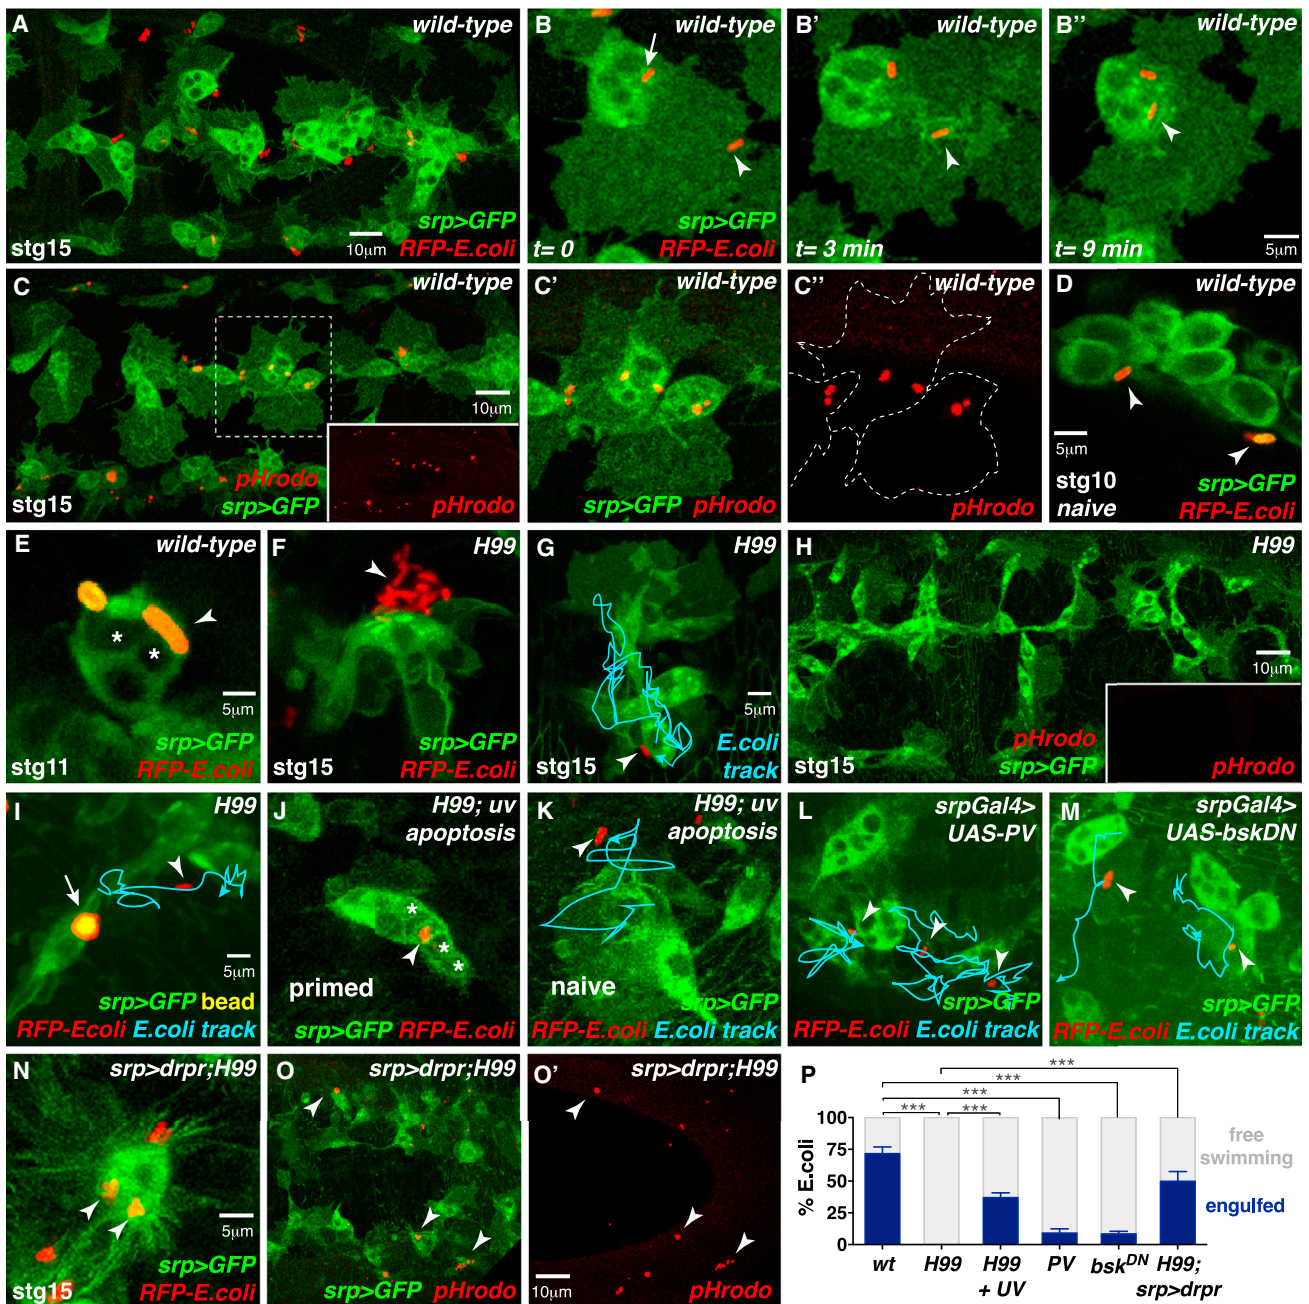 A
wild-type
srp>GFP
stg15
10µm
RFP-E.coli
B
wild-type
srp>GFP
t= 0
RFP-E.coli
B’
wild-type
t= 3 min
B’’
wild-type
t= 9 min
5µm
C
wild-type
10µm
pHrodo
stg15
srp>GFP
pHrodo
C’
wild-type
srp>GFP pHrodo
C’’
wild-type
pHrodo
D
wild-type
5µm
stg10
naive
srp>GFP
RFP-E.coli
E
wild-type
*
*
5µm
srp>GFP
stg11
RFP-E.coli
F
H99
srp>GFP
stg15
RFP-E.coli
G
H99
5µm
E.coli
stg15
track
H
H99
10µm
pHrodo
stg15
srp>GFP
pHrodo
I
H99
5µm
srp>GFP bead
RFP-Ecoli E.coli track
J
H99; uv
apoptosis
*
*
*
primed
srp>GFP RFP-E.coli
K
H99; uv
apoptosis
naive
srp>GFP
RFP-E.coli E.coli track
L
srpGal4>
UAS-PV
srp>GFP
RFP-E.coli E.coli track
M
srpGal4>
UAS-bskDN
srp>GFP
RFP-E.coli E.coli track
N
srp>drpr;H99
5µm
srp>GFP
stg15
RFP-E.coli
O
srp>drpr;H99
srp>GFP pHrodo
O’
srp>drpr;H99
10µm
pHrodo
P
***
***
***
***
***
100
75
50
25
0
% E.coli
free
swimming
engulfed
wt
H99
H99
+ UV
PV
bskDN
H99;
srp>drpr